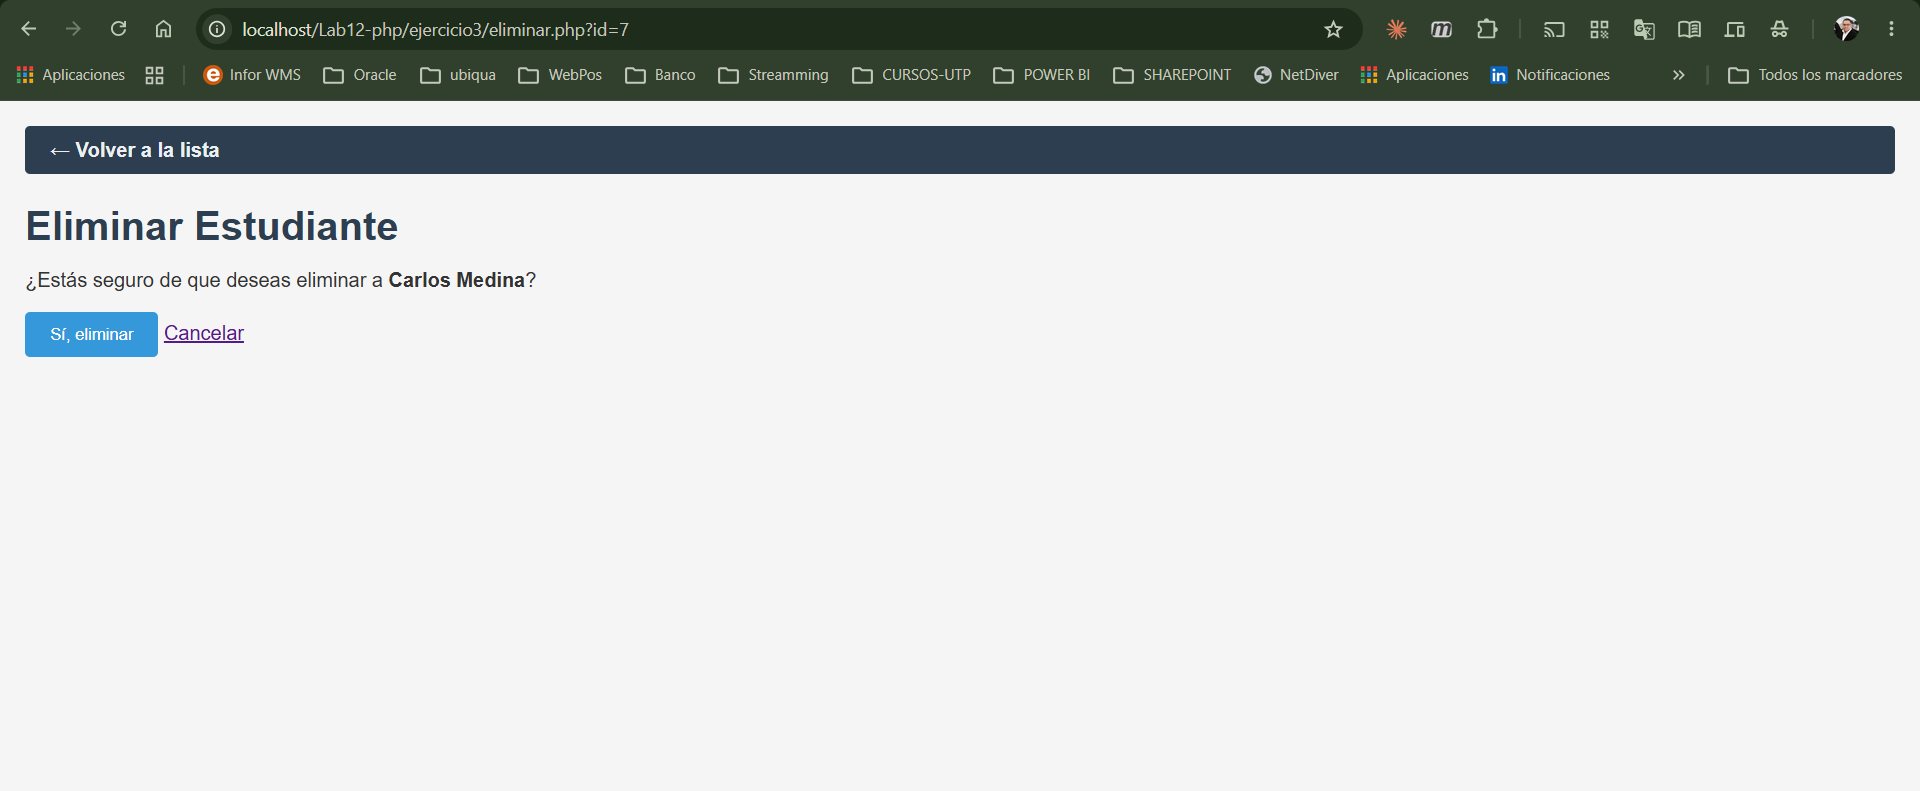 localhost/Lab12-php/ejercicio3/eliminar.php?id=7
Aplicaciones Infor WMS Oracle ubiqua WebPos Banco Streamming CURSOS-UTP POWER BI SHAREPOINT NetDiver Aplicaciones in Notificaciones » Todos los marcadores
← Volver a la lista
Eliminar Estudiante
¿Estás seguro de que deseas eliminar a Carlos Medina?
Sí, eliminar Cancelar